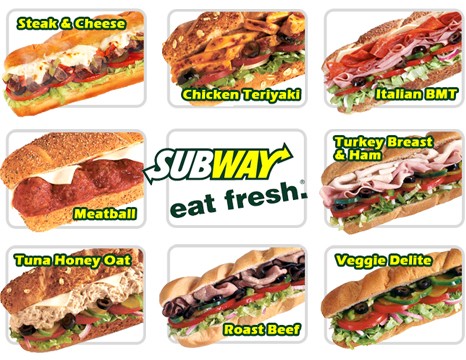 Steak & Cheese
Chicken Teriyaki
Italian BMT
Meatball
SUBWAY
eat fresh.®
Turkey Breast
& Ham
Tuna Honey Oat
Roast Beef
Veggie Delite